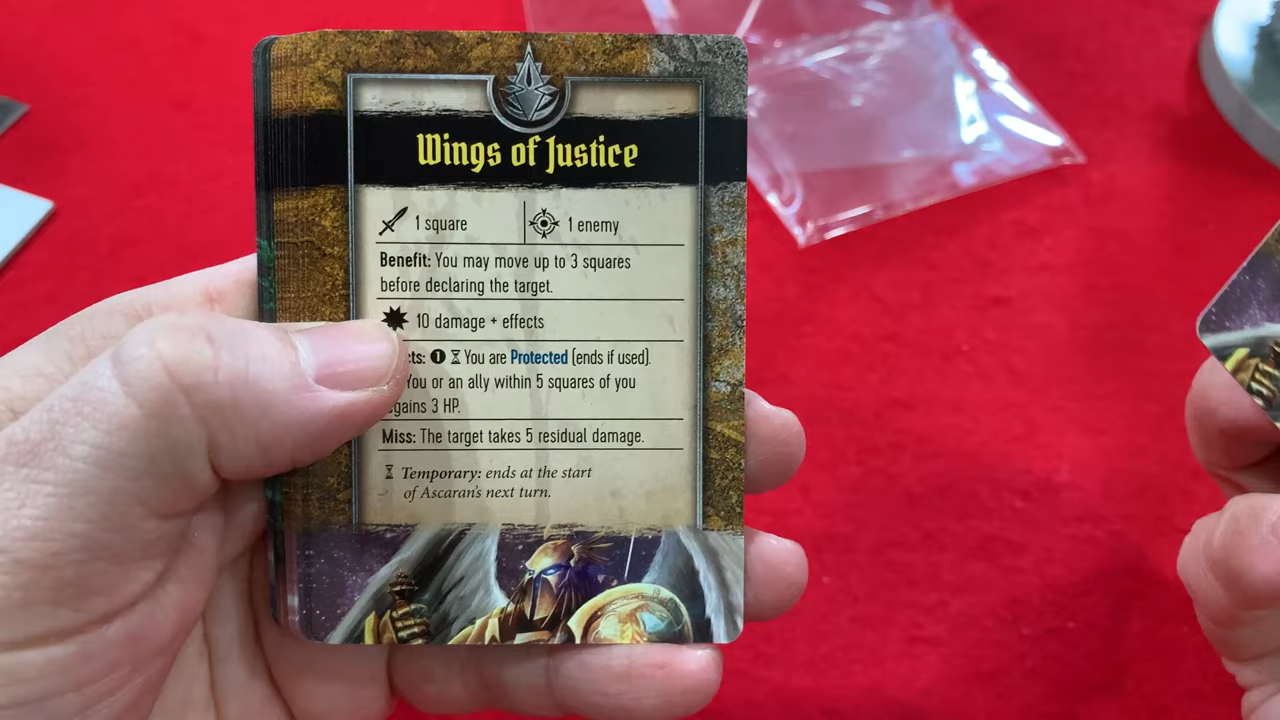 Wings of Justice
1 square
1 enemy
Benefit: You may move up to 3 squares
before declaring the target.
10 damage + effects
cts: 1 You are Protected (ends if used).
You or an ally within 5 squares of you
gains 3 HP.
Miss: The target takes 5 residual damage.
Temporary: ends at the start
of Ascaran's next turn.